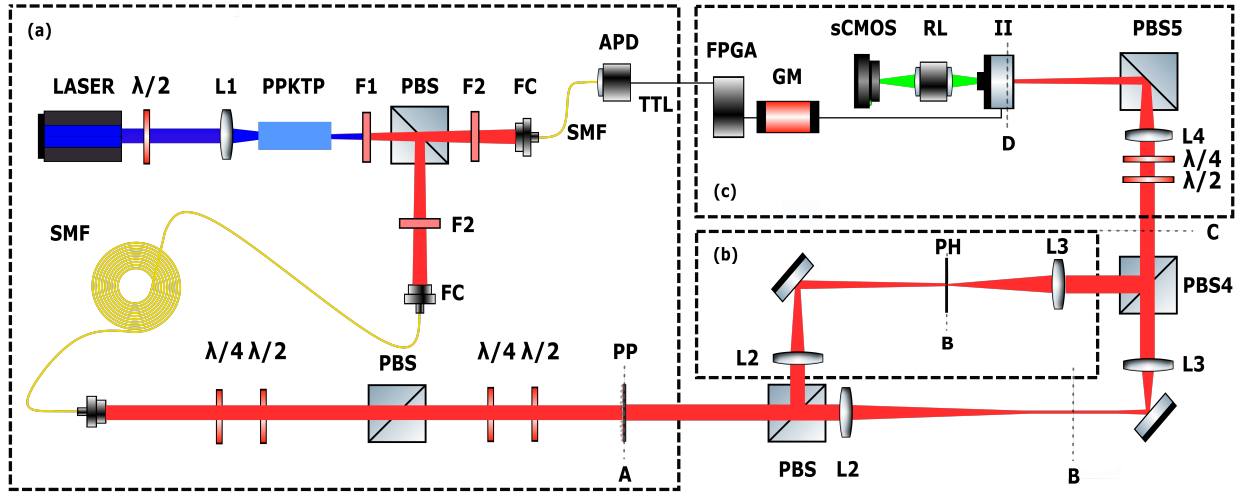 (a)
LASER
λ/2
L1
PPKTP
F1
PBS
F2
FC
SMF
APD
TTL
F2
FC
SMF
λ/4 λ/2
PBS
λ/4 λ/2
PP
A
(c)
FPGA
GM
sCMOS
RL
II
D
PBS5
L4
λ/4
λ/2
C
(b)
PH
B
L3
PBS4
L2
L3
PBS
L2
B